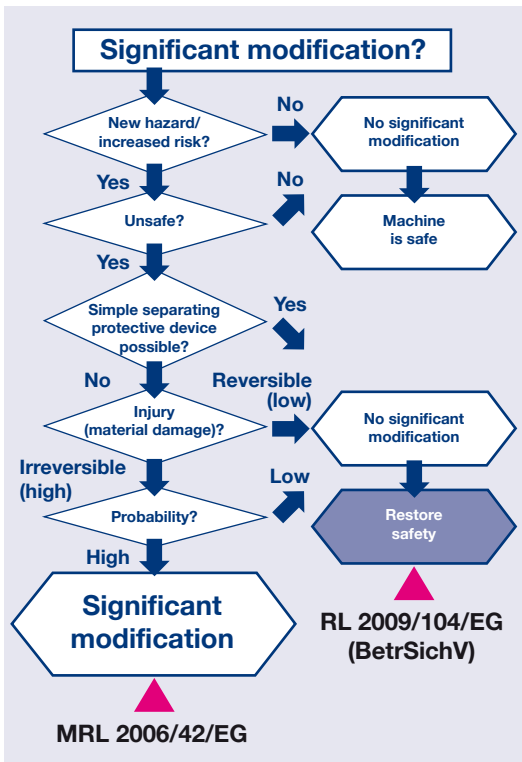 Significant modification?
New hazard/
increased risk?
No
No significant
modification
Yes
No
Unsafe?
Machine
is safe
Yes
Simple separating
protective device
possible?
Yes
No
Reversible
(low)
Injury
(material damage)?
No significant
modification
Irreversible
(high)
Low
Probability?
Restore
safety
High
Significant
modification
RL 2009/104/EG
(BetrSichV)
MRL 2006/42/EG